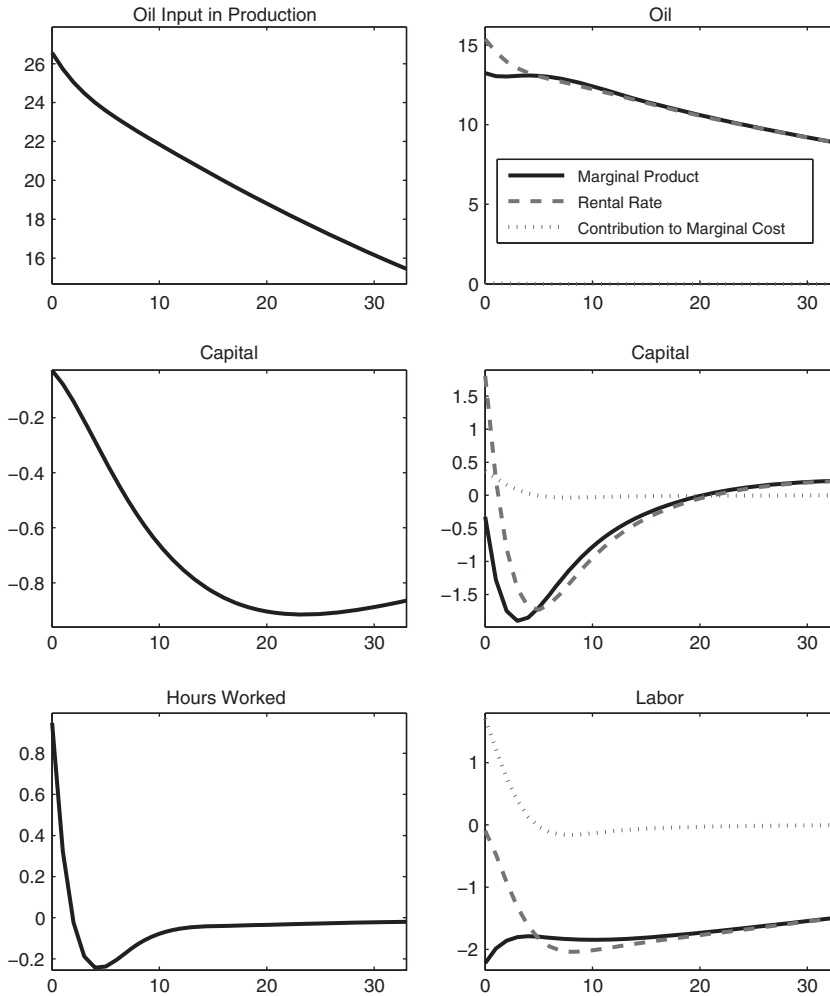 Oil Input in Production
26
24
22
20
18
16
0 10 20 30
Oil
15
10
5
0
Marginal Product
Rental Rate
Contribution to Marginal Cost
0 10 20 30
Capital
−0.2
−0.4
−0.6
−0.8
0 10 20 30
Capital
1.5
1
0.5
0
−0.5
−1
−1.5
0 10 20 30
Hours Worked
0.8
0.6
0.4
0.2
0
−0.2
0 10 20 30
Labor
1
0
−1
−2
0 10 20 30